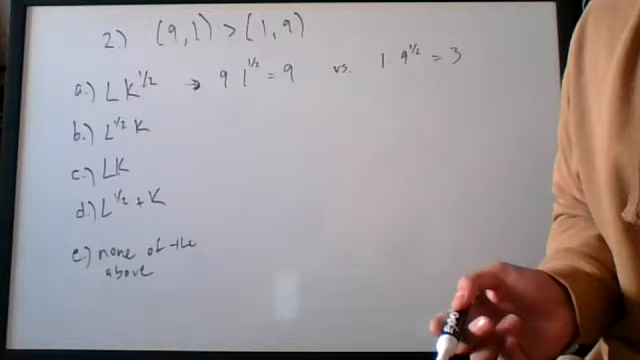 2.) (9,1) > (1,9)
a.) L K^1/2 → 9 1^1/2 = 9 vs. 1. 9^1/2 = 3
b.) L^1/2 K
c.) LK
d.) L^1/2 + K
e.) none of the
above
EXPO